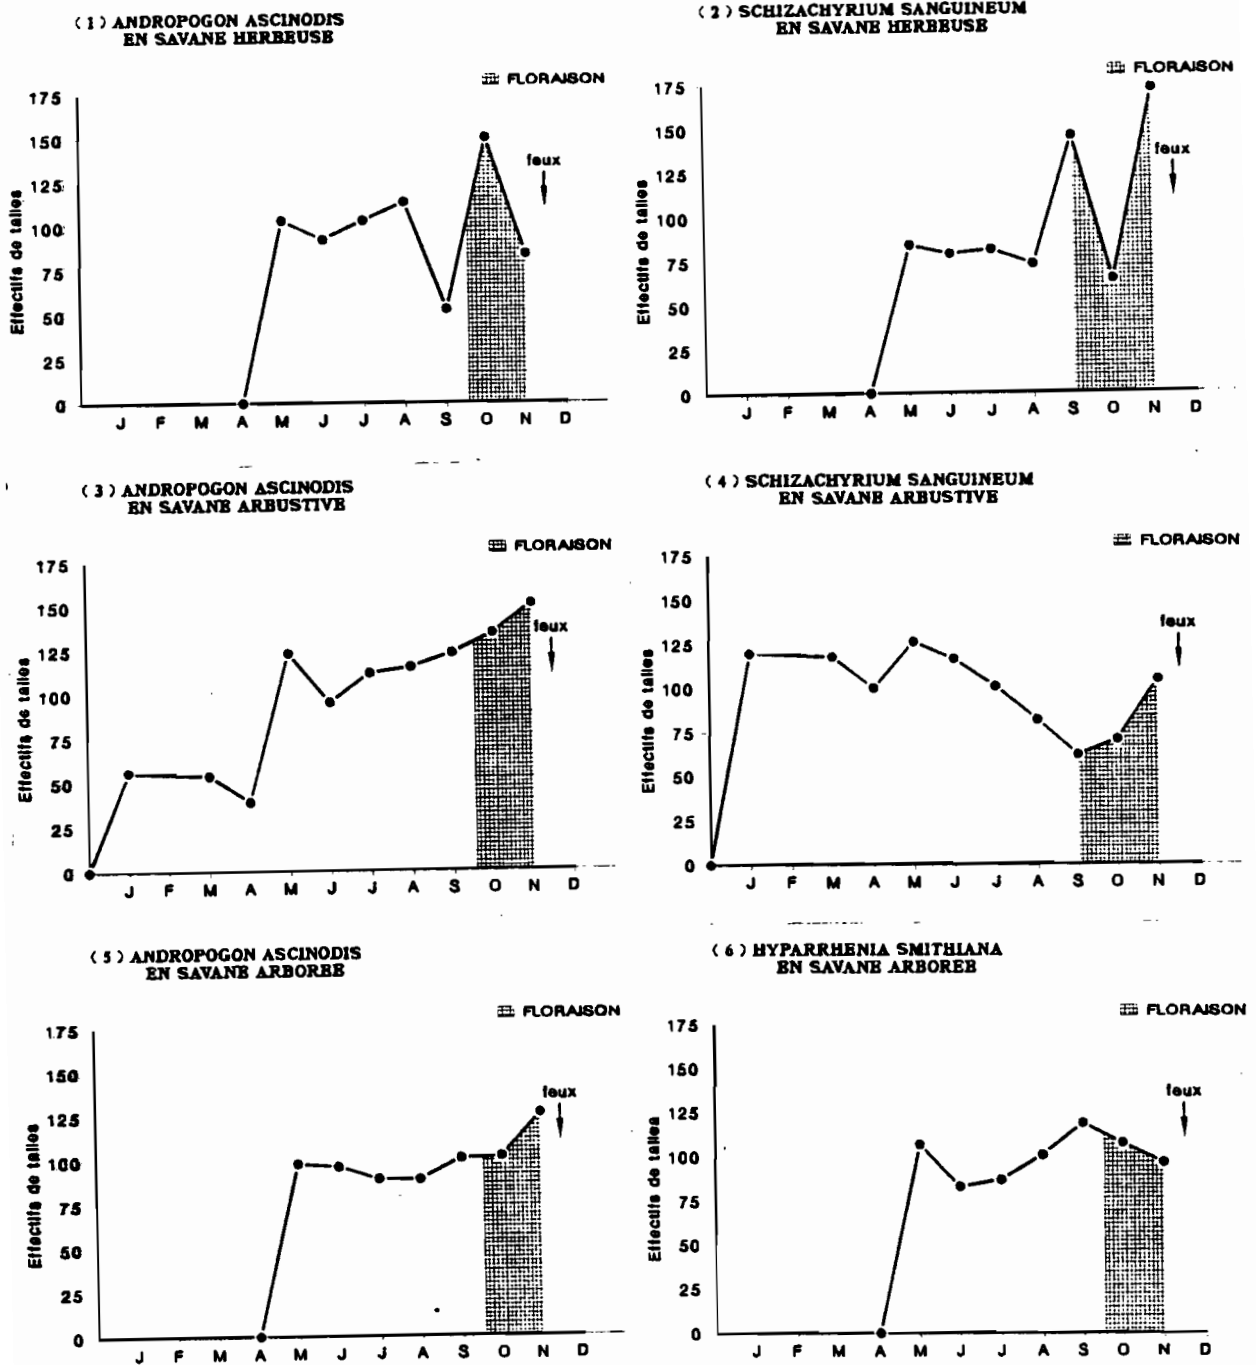 ( 1 ) ANDROPOGON ASCINODIS
EN SAVANE HERBEUSE
FLORAISON
175
150
125
100
75
50
25
0
Effectifs de talles
feux
J F M A M J J A S O N D
( 2 ) SCHIZACHYRIUM SANGUINEUM
EN SAVANE HERBEUSE
FLORAISON
175
150
125
100
75
50
25
0
Effectifs de talles
feux
J F M A M J J A S O N D
( 3 ) ANDROPOGON ASCINODIS
EN SAVANE ARBUSTIVE
FLORAISON
175
150
125
100
75
50
25
0
Effectifs de talles
feux
J F M A M J J A S O N D
( 4 ) SCHIZACHYRIUM SANGUINEUM
EN SAVANE ARBUSTIVE
FLORAISON
175
150
125
100
75
50
25
0
Effectifs de talles
feux
J F M A M J J A S O N D
( 5 ) ANDROPOGON ASCINODIS
EN SAVANE ARBOREE
FLORAISON
175
150
125
100
75
50
25
0
Effectifs de talles
feux
J F M A M J J A S O N D
( 6 ) HYPARRHENIA SMITHIANA
EN SAVANE ARBOREE
FLORAISON
175
150
125
100
75
50
25
0
Effectifs de talles
feux
J F M A M J J A S O N D